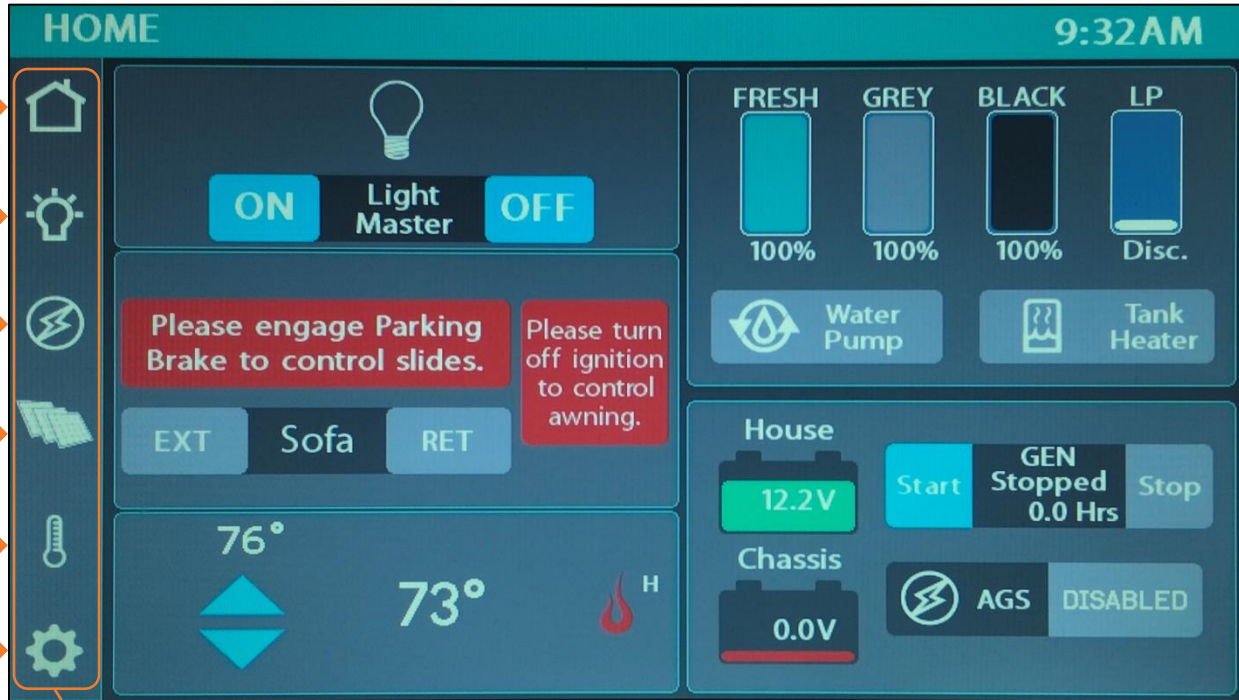 HOME
9:32AM
ON
Light
Master
OFF
Please engage Parking
Brake to control slides.
Please turn
off ignition
to control
awning.
EXT
Sofa
RET
76°
73°
H
FRESH
GREY
BLACK
LP
100%
100%
100%
Disc.
Water
Pump
Tank
Heater
House
12.2V
Chassis
0.0V
Start
GEN
Stopped
0.0 Hrs
Stop
AGS
DISABLED